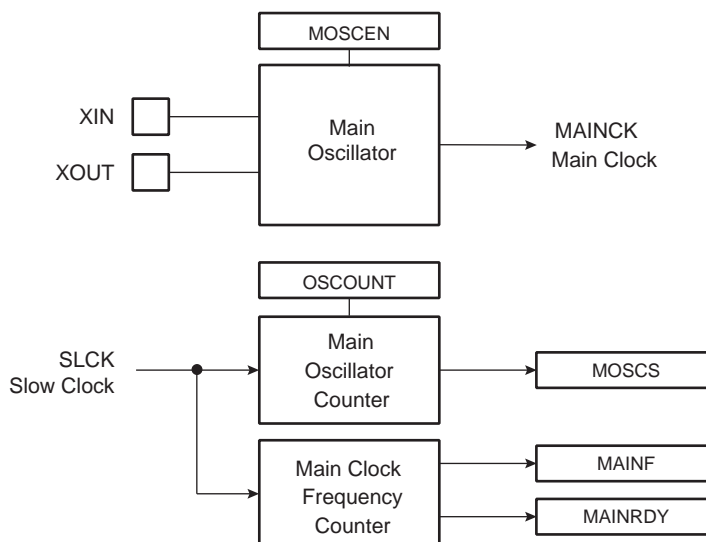 MOSCEN
XIN
XOUT
Main
Oscillator
MAINCK
Main Clock
OSCOUNT
SLCK
Slow Clock
Main
Oscillator
Counter
MOSCS
Main Clock
Frequency
Counter
MAINF
MAINRDY